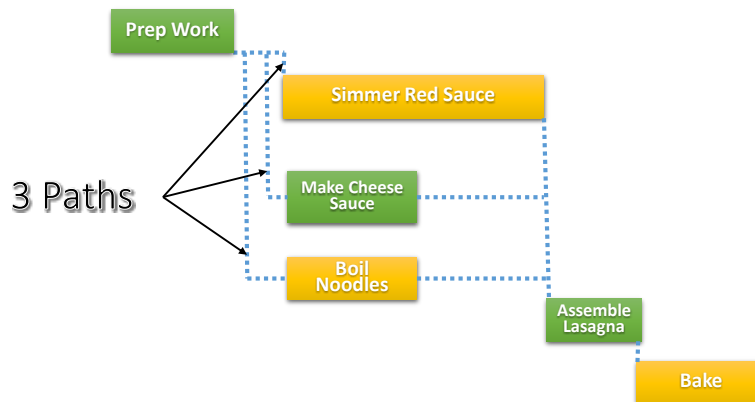 Prep Work
Simmer Red Sauce
3 Paths
Make Cheese
Sauce
Boil
Noodles
Assemble
Lasagna
Bake